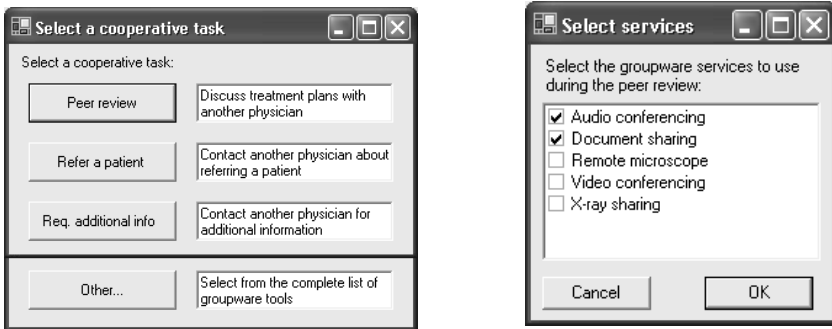 Select a cooperative task
Select a cooperative task:
Peer review
Discuss treatment plans with
another physician
Refer a patient
Contact another physician about
referring a patient
Req. additional info
Contact another physician for
additional information
Other...
Select from the complete list of
groupware tools
Select services
Select the groupware services to use
during the peer review:
Audio conferencing
Document sharing
Remote microscope
Video conferencing
X-ray sharing
Cancel
OK